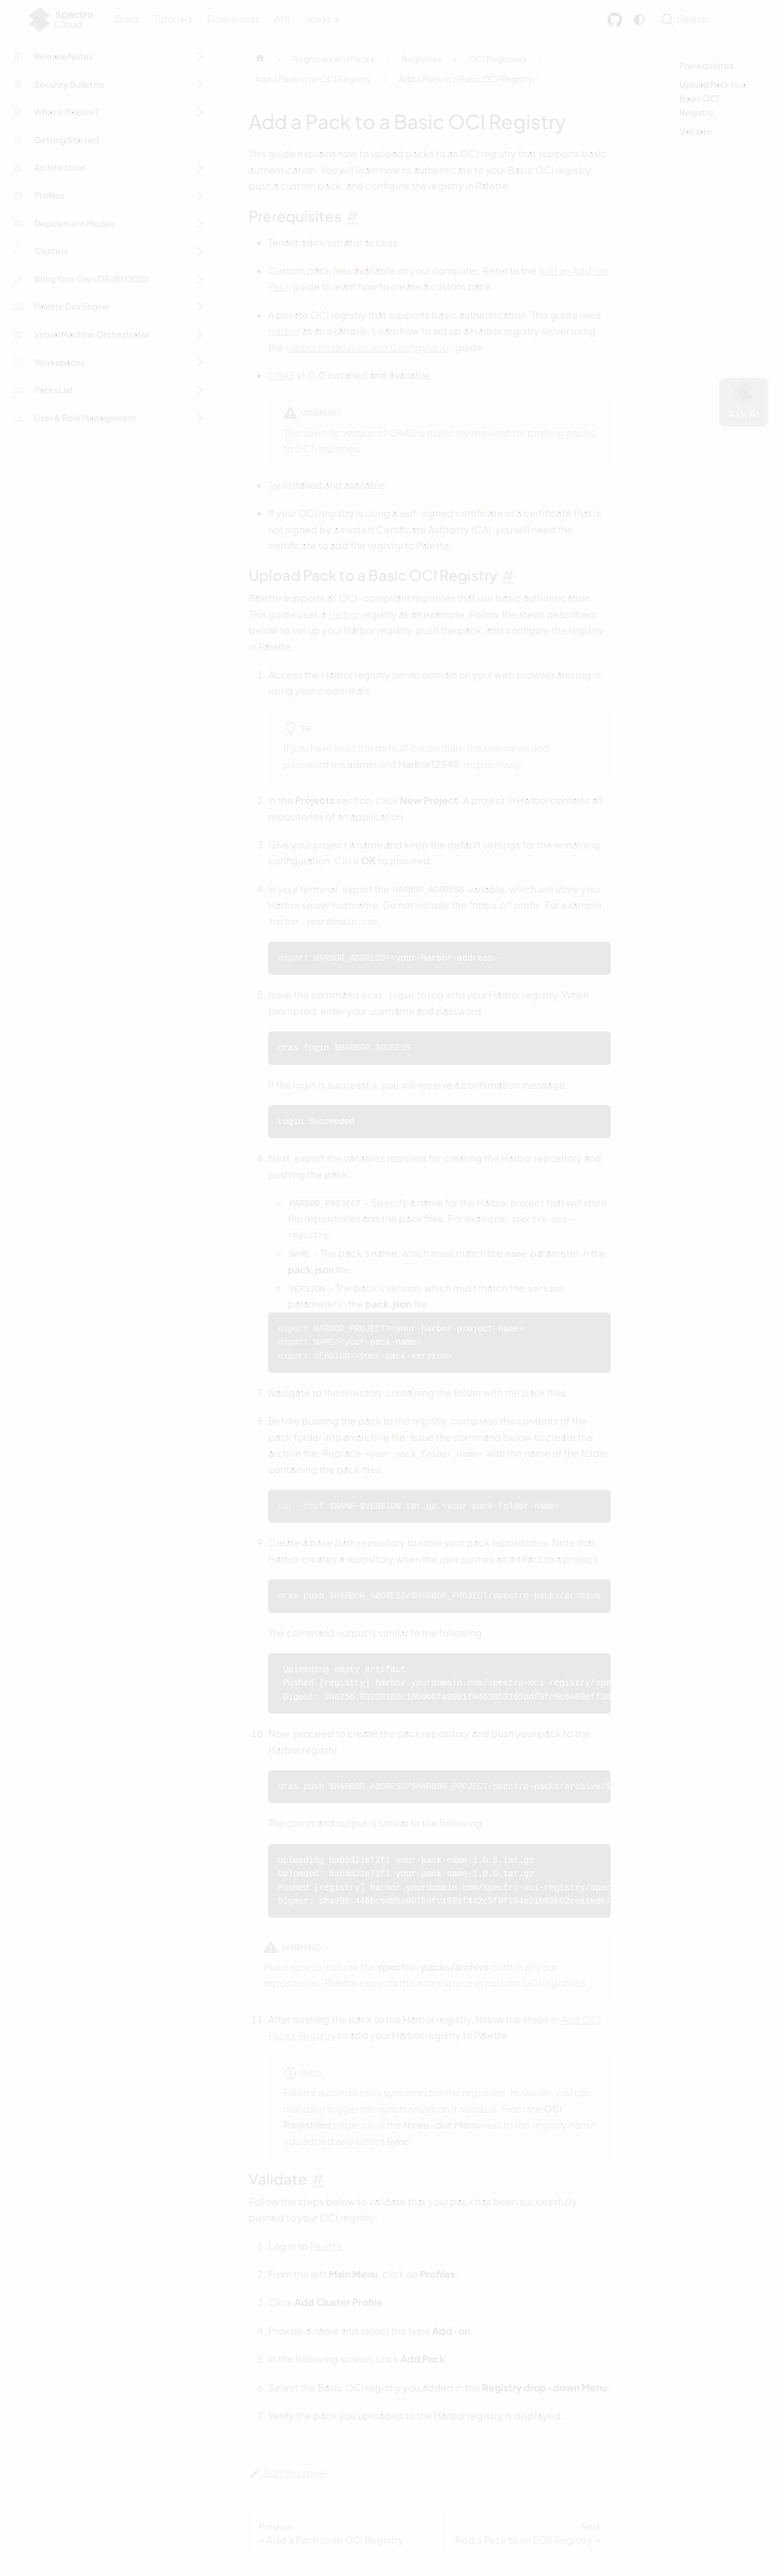 Spectro
Cloud
Docs
Tutorials
Downloads
API
latest
Search
Release Notes
Security Bulletins
What is Palette?
Getting Started
Architecture
Profiles
Deployment Modes
Clusters
Bring Your Own OS (BYOOS)
Palette Dev Engine
Virtual Machine Orchestrator
Workspaces
Packs List
User & Role Management
Registries and Packs
Registries
OCI Registries
Add a Pack to an OCI Registry
Add a Pack to a Basic OCI Registry
Add a Pack to a Basic OCI Registry
This guide explains how to upload packs to an OCI registry that supports basic
authentication. You will learn how to authenticate to your Basic OCI registry,
push a custom pack, and configure the registry in Palette.
Prerequisites #
Tenant administrator access.
Custom pack files available on your computer. Refer to the Add an Add-on
Pack guide to learn how to create a custom pack.
A private OCI registry that supports basic authentication. This guide uses
Harbor as an example. Learn how to set up a Harbor registry server using
the Harbor Installation and Configuration guide.
ORAS v1.0.0 installed and available.
WARNING
This specific version of ORAS is explicitly required for pushing packs
to OCI registries.
Tar installed and available.
If your OCI registry is using a self-signed certificate or a certificate that is
not signed by a trusted Certificate Authority (CA), you will need the
certificate to add the registry to Palette.
Upload Pack to a Basic OCI Registry #
Palette supports all OCI-compliant registries that use basic authentication.
This guide uses a Harbor registry as an example. Follow the steps described
below to set up your Harbor registry, push the pack, and configure the registry
in Palette.
1. Access the Harbor registry server domain on your web browser and log in
using your credentials.
TIP
If you have kept the default credentials, the username and
password are admin and Harbor12345, respectively.
2. In the Projects section, click New Project. A project in Harbor contains all
repositories of an application.
3. Give your project a name and keep the default settings for the remaining
configuration. Click OK to proceed.
4. In your terminal, export the HARBOR_ADDRESS variable, which will store your
Harbor server hostname. Do not include the "https://" prefix. For example,
harbor.yourdomain.com.
export HARBOR_ADDRESS=<your-harbor-address>
5. Issue the command oras login to log in to your Harbor registry. When
prompted, enter your username and password.
oras login $HARBOR_ADDRESS
If the login is successful, you will receive a confirmation message.
Login Succeeded
6. Next, export the variables required for creating the Harbor repository and
pushing the pack.
HARBOR_PROJECT - Specify a name for the Harbor project that will store
the repositories and the pack files. For example, spectro-oci-
registry.
NAME - The pack's name, which must match the name parameter in the
pack.json file.
VERSION - The pack's version, which must match the version
parameter in the pack.json file.
export HARBOR_PROJECT=<your-harbor-project-name>
export NAME=<your-pack-name>
export VERSION=<your-pack-version>
7. Navigate to the directory containing the folder with the pack files.
8. Before pushing the pack to the registry, compress the contents of the
pack folder into an archive file. Issue the command below to create the
archive file. Replace <your_pack_folder_name> with the name of the folder
containing the pack files.
tar -czvf $NAME-$VERSION.tar.gz <your-pack-folder-name>
9. Create a base path repository to store your pack repositories. Note that
Harbor creates a repository when the user pushes an artifact to a project.
oras push $HARBOR_ADDRESS/$HARBOR_PROJECT/spectro-packs/archive
The command output is similar to the following.
Uploading empty artifact
Pushed [registry] harbor.yourdomain.com/spectro-oci-registry/spe
Digest:
10. Now, proceed to create the pack repository and push your pack to the
Harbor registry.
oras push $HARBOR_ADDRESS/$HARBOR_PROJECT/spectro-packs/archive/$
The command output is similar to the following.
Uploading ba65d21e72f1 your-pack-name-1.0.0.tar.gz
Uploaded  ba65d21e72f1 your-pack-name-1.0.0.tar.gz
Pushed [registry] harbor.yourdomain.com/spectro-oci-registry/spec
Digest:
WARNING
Make sure to include the spectro-packs/archive path in all your
repositories. Palette expects this namespace in custom OCI registries.
11. After pushing the pack to the Harbor registry, follow the steps in Add OCI
Packs Registry to add your Harbor registry to Palette.
INFO
Palette automatically synchronizes the registries. However, you can
manually trigger the synchronization if needed. From the OCI
Registries page, click the three-dot Menu next to the registry name
you added and select Sync.
Validate #
Follow the steps below to validate that your pack has been successfully
pushed to your OCI registry.
1. Log in to Palette.
2. From the left Main Menu, click on Profiles.
3. Click Add Cluster Profile.
4. Provide a name and select the type Add-on.
5. In the following screen, click Add Pack.
6. Select the Basic OCI registry you added in the Registry drop-down Menu.
7. Verify the pack you uploaded to the Harbor registry is displayed.
Edit this page
Previous
« Add a Pack to an OCI Registry
Next
Add a Pack to an ECR Registry »
Prerequisites
Upload Pack to a
Basic OCI
Registry
Validate
Ask AI